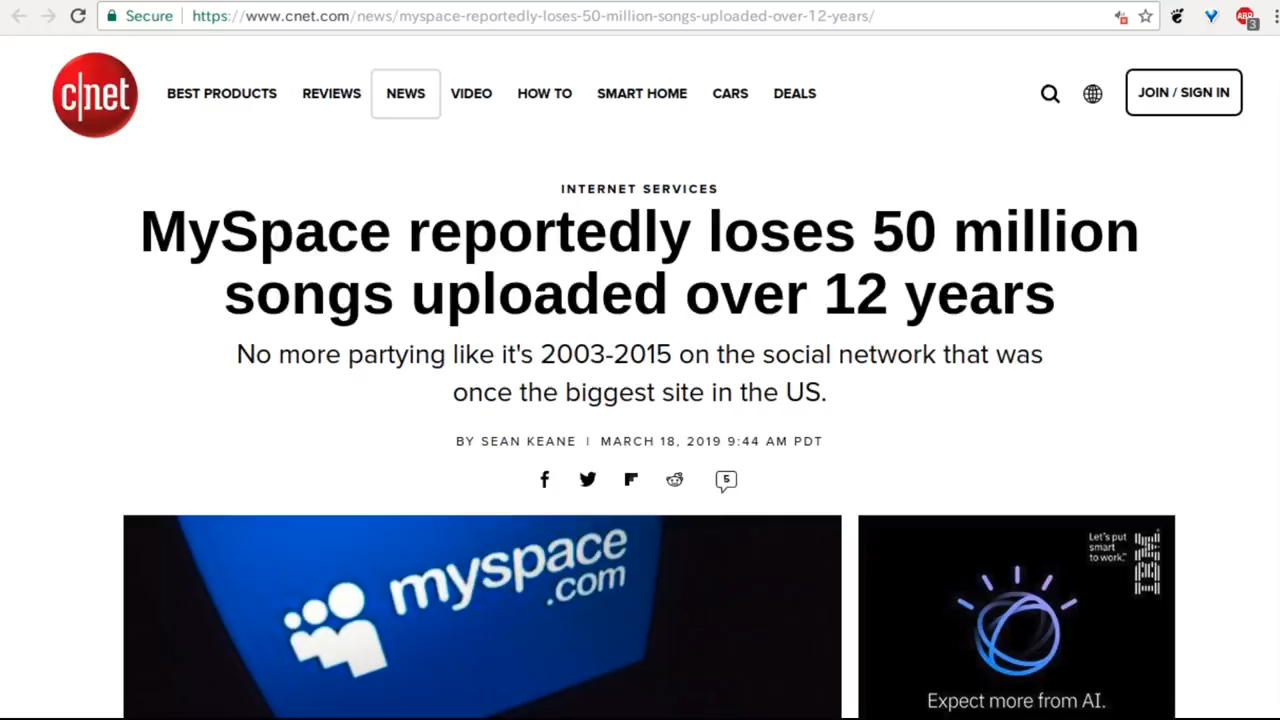 Secure https://www.cnet.com/news/myspace-reportedly-loses-50-million-songs-uploaded-over-12-years/
ABP
3
c|net
BEST PRODUCTS REVIEWS NEWS VIDEO HOW TO SMART HOME CARS DEALS
JOIN / SIGN IN
INTERNET SERVICES
MySpace reportedly loses 50 million
songs uploaded over 12 years
No more partying like it's 2003-2015 on the social network that was
once the biggest site in the US.
BY SEAN KEANE | MARCH 18, 2019 9:44 AM PDT
5
myspace
.com
Let's put
smart
to work.™
IBM
Expect more from AI.